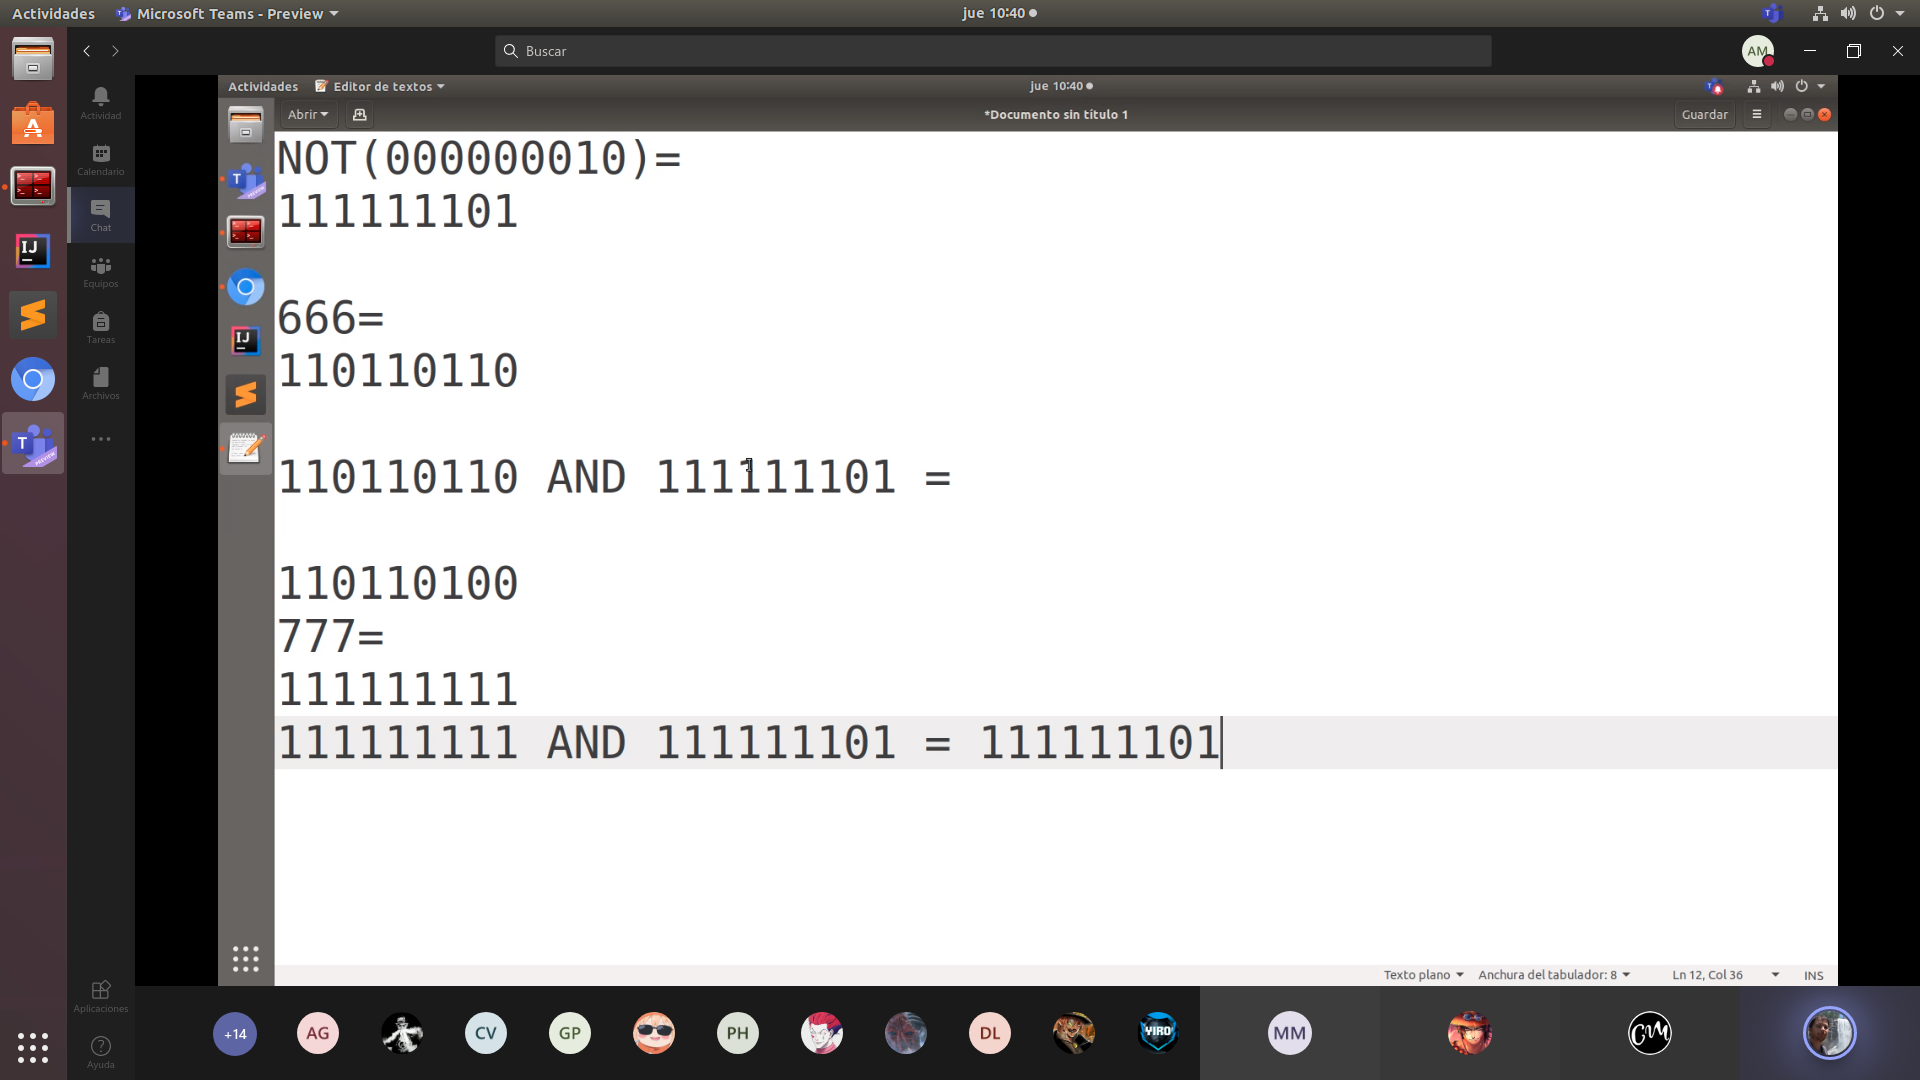 Actividades
Microsoft Teams - Preview
jue 10:40
Buscar
AM
Actividad
Calendario
Chat
Equipos
Tareas
Archivos
Aplicaciones
Ayuda
Actividades
Editor de textos
jue 10:40
Abrir
*Documento sin título 1
Guardar
NOT(000000010)=
111111101
666=
110110110
110110110 AND 111111101 =
110110100
777=
111111111
111111111 AND 111111101 = 111111101
Texto plano
Anchura del tabulador: 8
Ln 12, Col 36
INS
+14
AG
CV
GP
PH
DL
YIRO
MM
CM